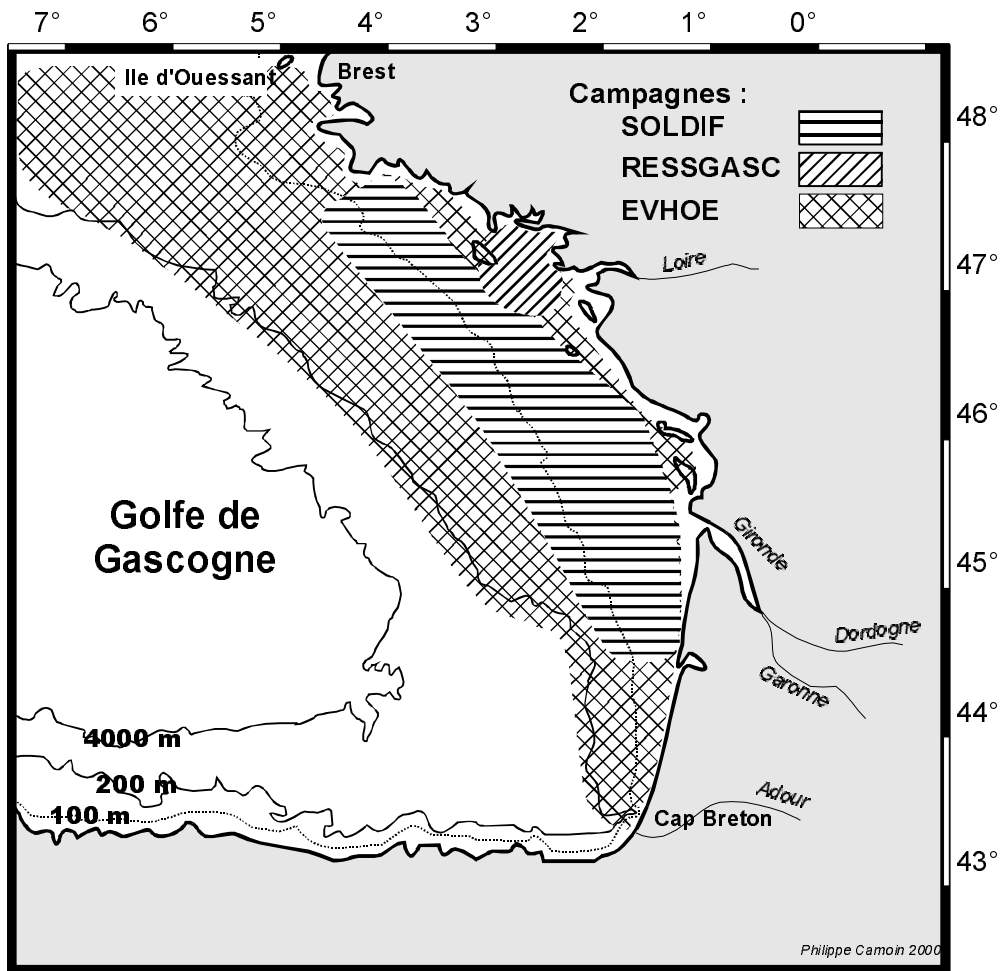 7° 6° 5° 4° 3° 2° 1° 0°
Ile d'Ouessant
Brest
Campagnes :
SOLDIF
RESSGASC
EVHOE
48°
47°
Loire
46°
Golfe de
Gascogne
Gironde
45°
Dordogne
Garonne
44°
4000 m
200 m
100 m
Adour
Cap Breton
43°
Philippe Camoin 2000